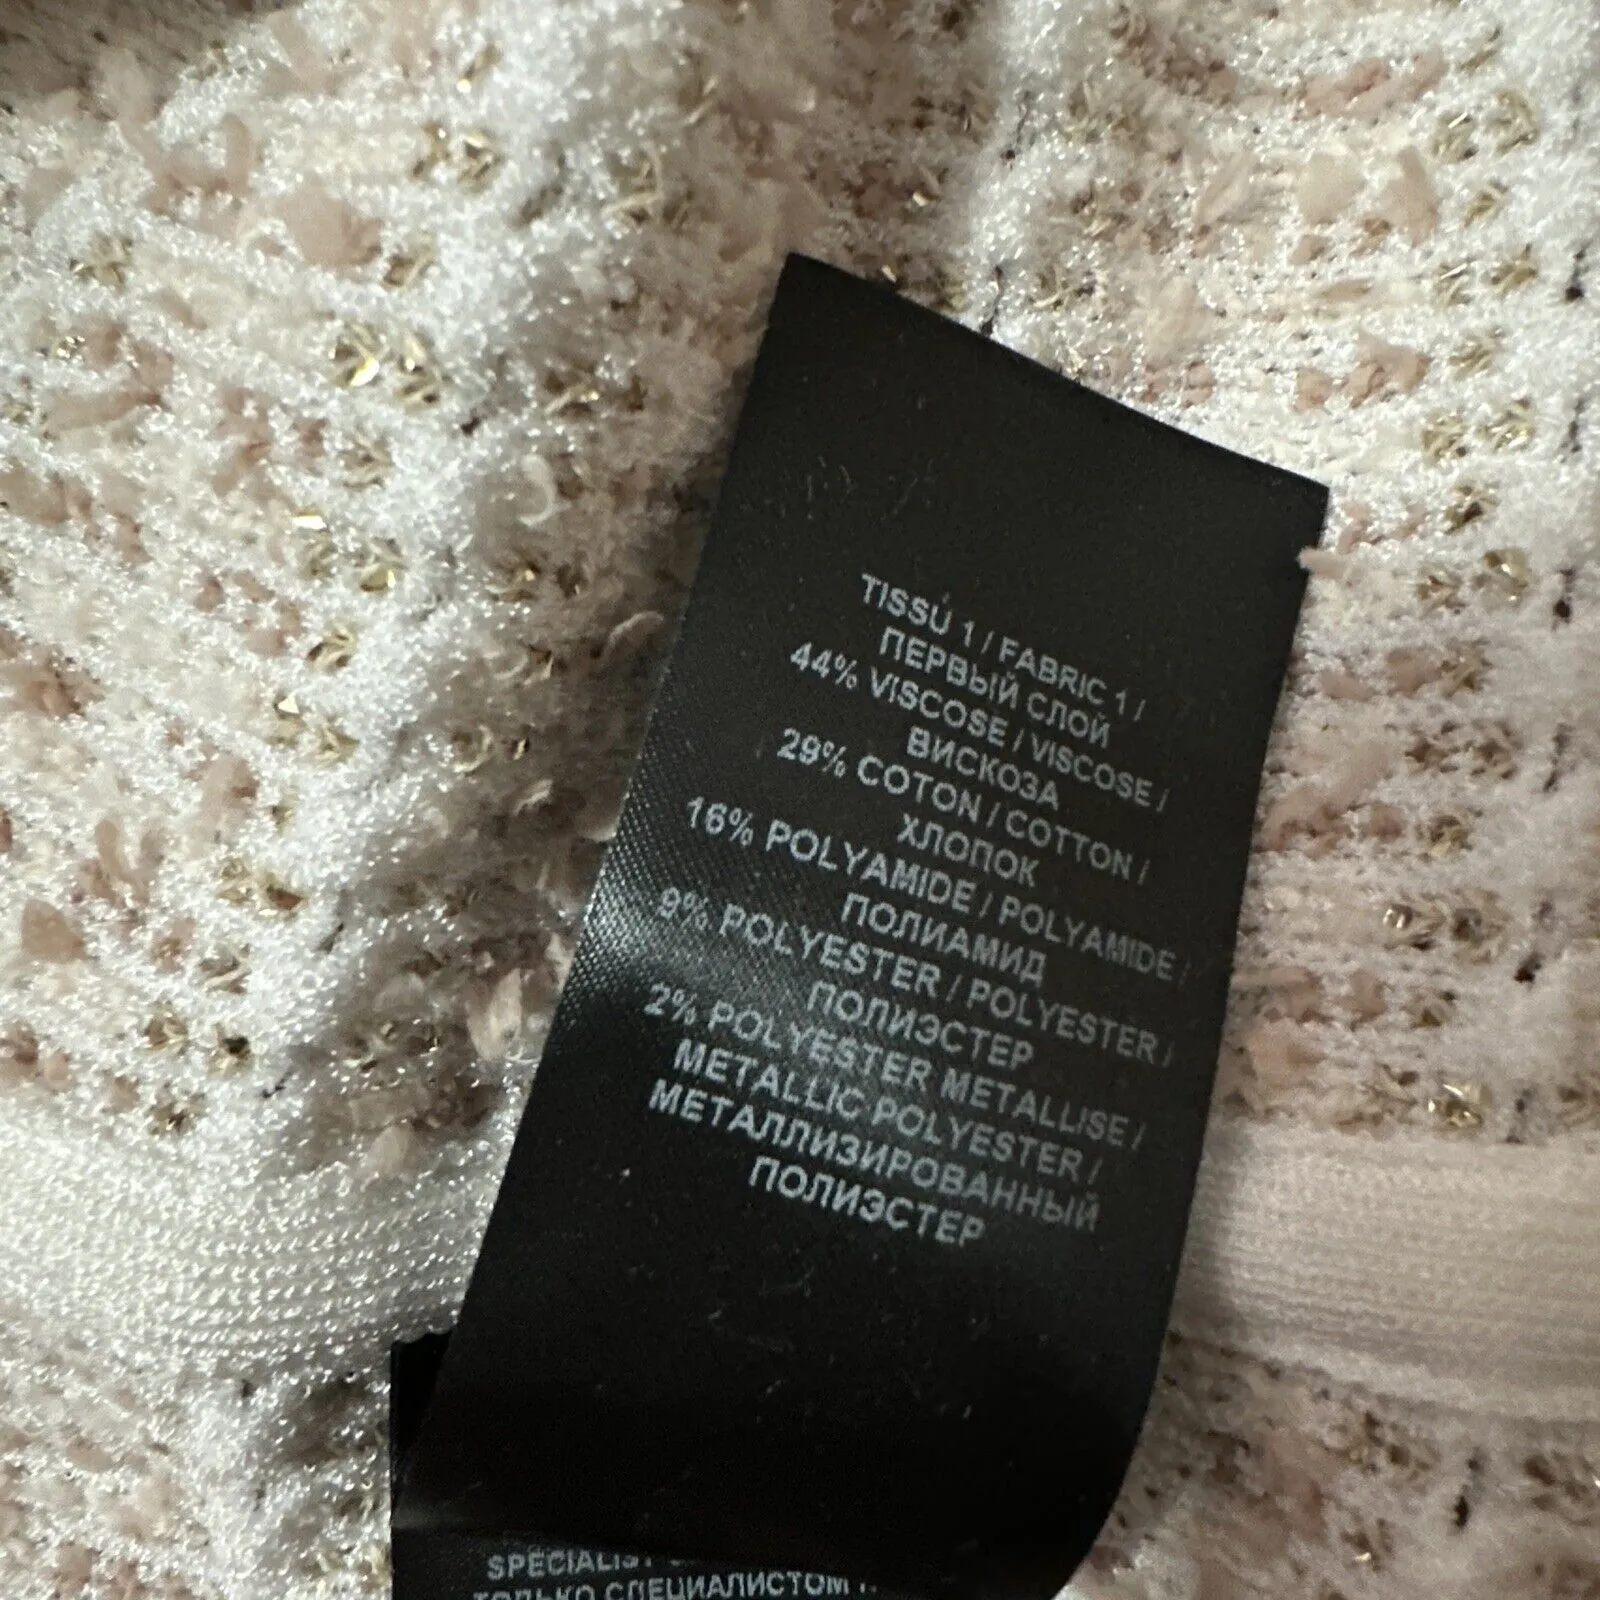 TISSU 1 / FABRIC 1 /
ПЕРВЫЙ СЛОЙ
44% VISCOSE / VISCOSE /
ВИСКОЗА
29% COTON / COTTON /
ХЛОПОК
16% POLYAMIDE / POLYAMIDE /
ПОЛИАМИД
9% POLYESTER / POLYESTER /
ПОЛИЭСТЕР
2% POLYESTER METALLISE /
METALLIC POLYESTER /
МЕТАЛЛИЗИРОВАННЫЙ
ПОЛИЭСТЕР
SPECIALIST
ТОЛЬКО СПЕЦИАЛИСТОМ